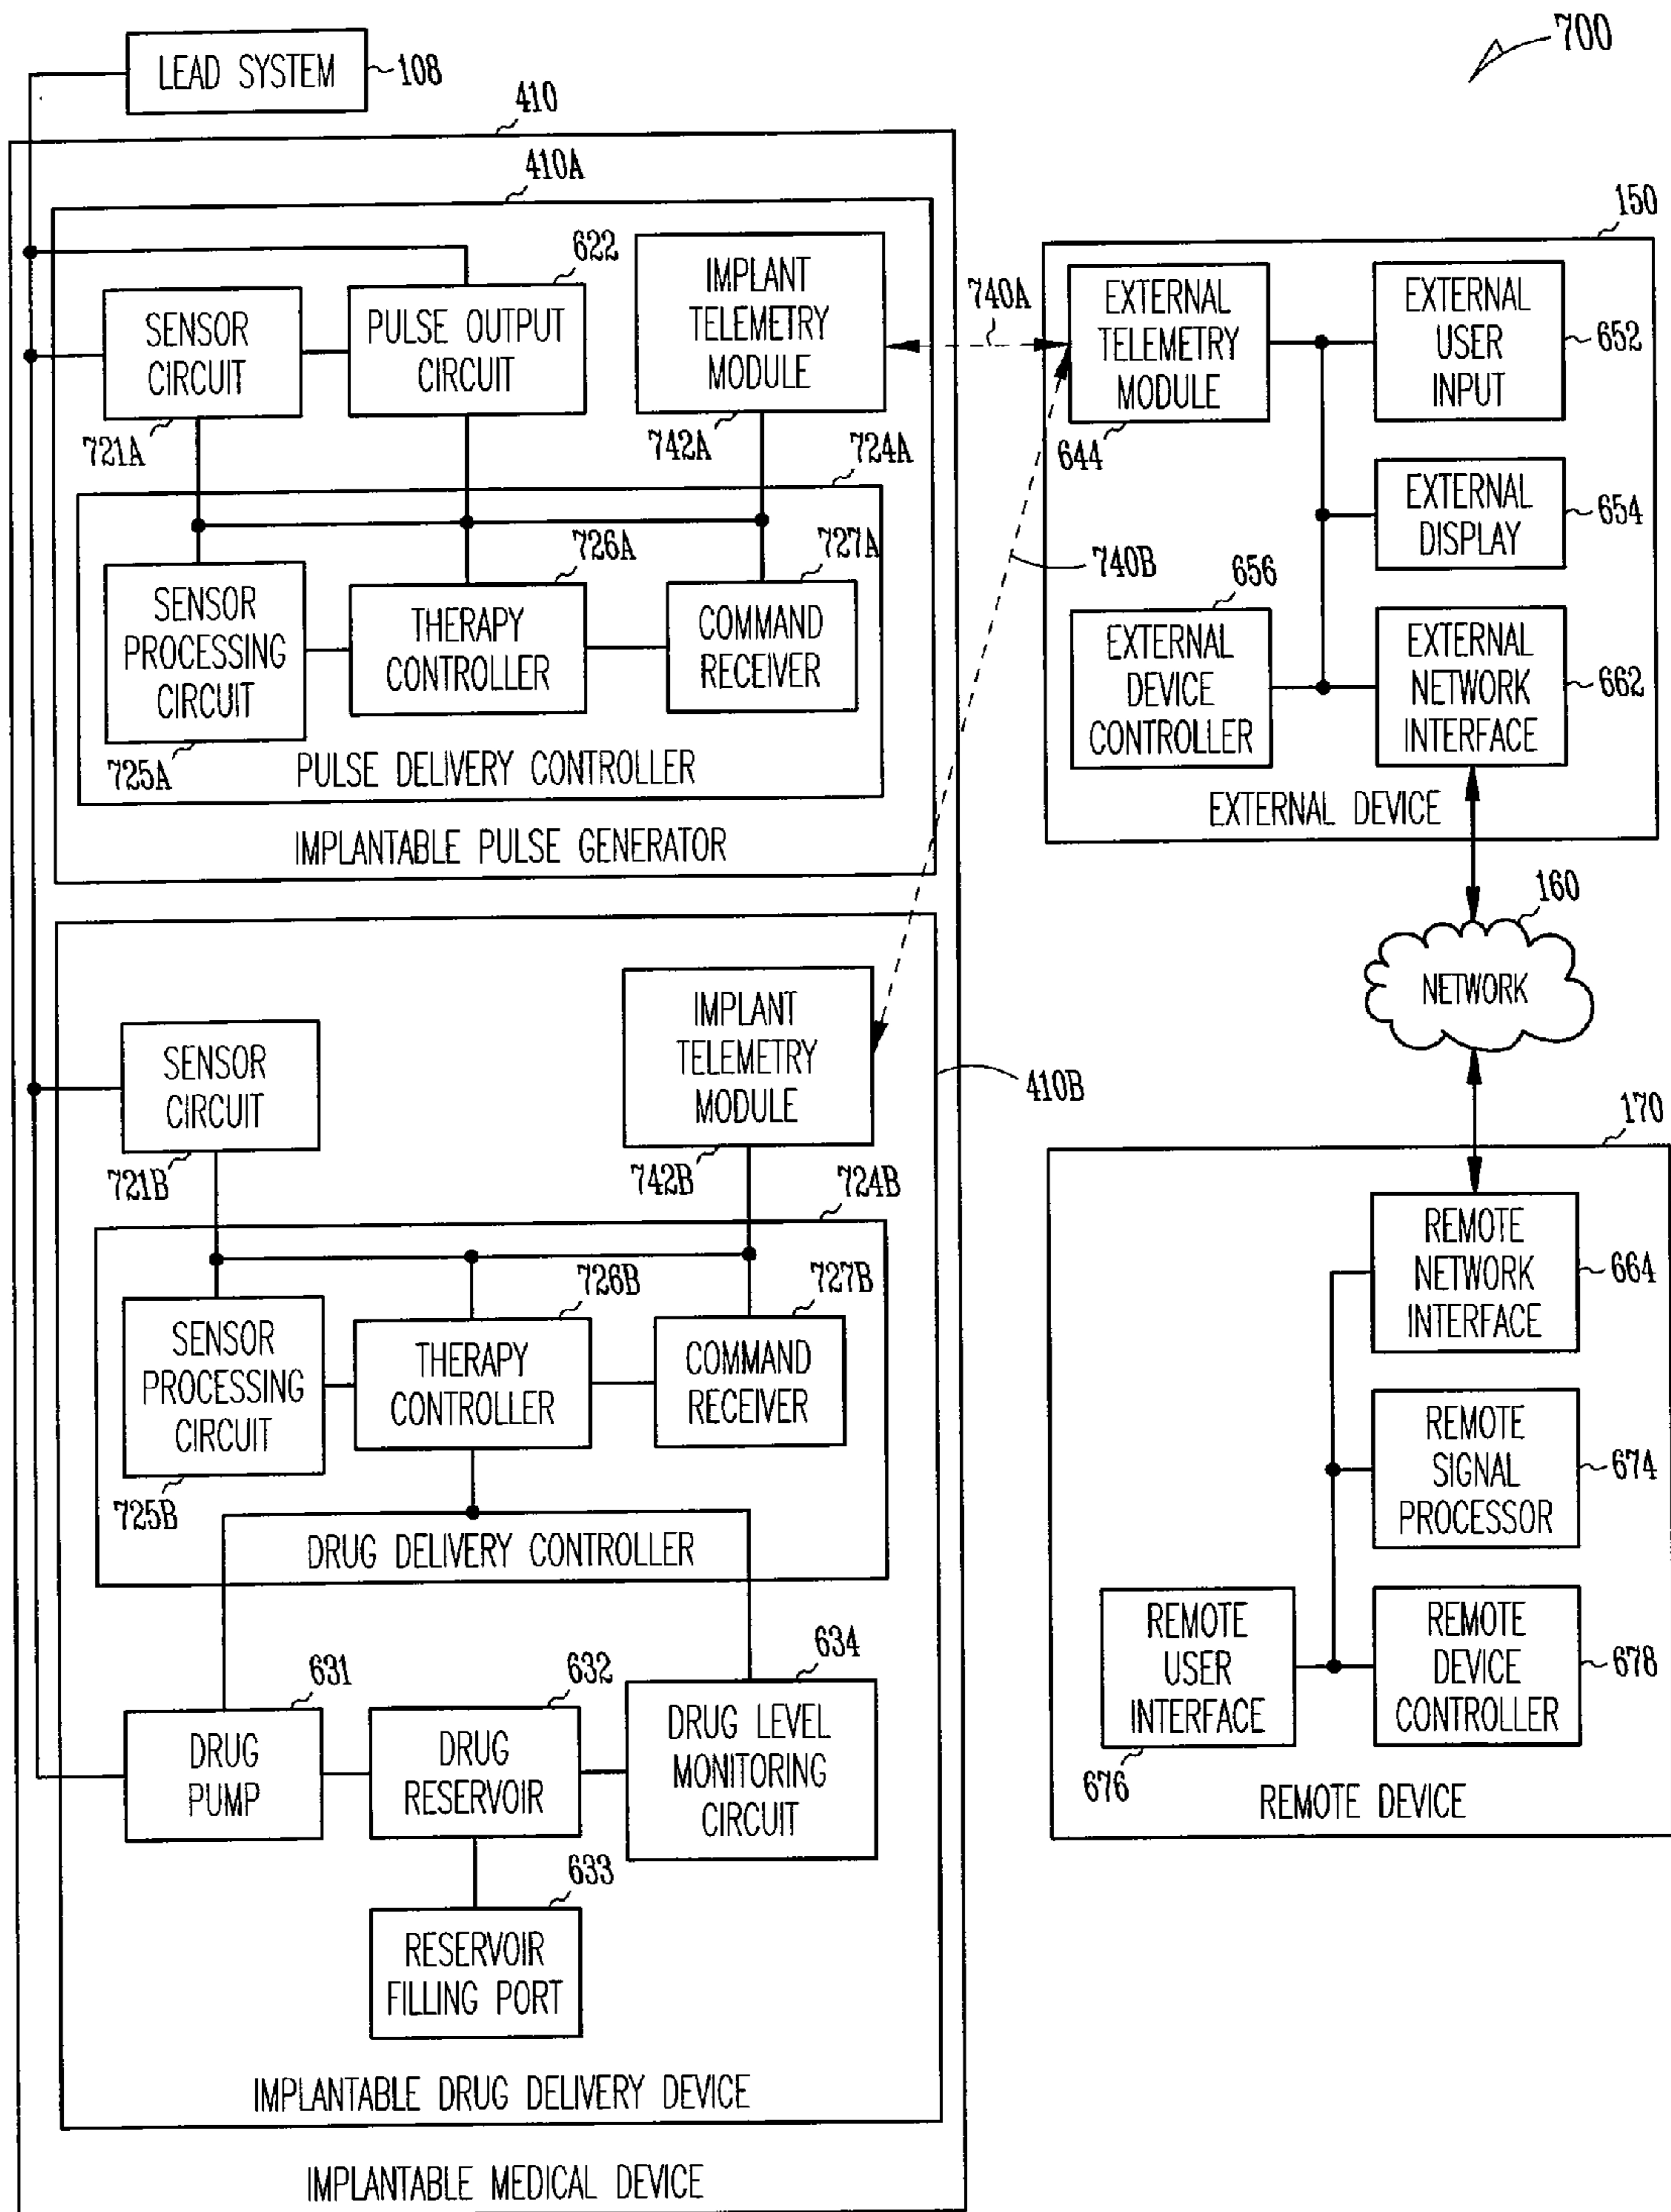 700
LEAD SYSTEM
108
410
410A
622
SENSOR
CIRCUIT
721A
PULSE OUTPUT
CIRCUIT
IMPLANT
TELEMETRY
MODULE
742A
724A
726A
727A
SENSOR
PROCESSING
CIRCUIT
725A
THERAPY
CONTROLLER
COMMAND
RECEIVER
PULSE DELIVERY CONTROLLER
IMPLANTABLE PULSE GENERATOR
740A
740B
150
EXTERNAL
TELEMETRY
MODULE
644
EXTERNAL
USER
INPUT
652
EXTERNAL
DISPLAY
654
656
EXTERNAL
DEVICE
CONTROLLER
EXTERNAL
NETWORK
INTERFACE
662
EXTERNAL DEVICE
160
NETWORK
SENSOR
CIRCUIT
721B
IMPLANT
TELEMETRY
MODULE
742B
410B
724B
726B
727B
SENSOR
PROCESSING
CIRCUIT
725B
THERAPY
CONTROLLER
COMMAND
RECEIVER
DRUG DELIVERY CONTROLLER
631
DRUG
PUMP
632
DRUG
RESERVOIR
634
DRUG LEVEL
MONITORING
CIRCUIT
633
RESERVOIR
FILLING PORT
IMPLANTABLE DRUG DELIVERY DEVICE
IMPLANTABLE MEDICAL DEVICE
170
REMOTE
NETWORK
INTERFACE
664
REMOTE
SIGNAL
PROCESSOR
674
REMOTE
USER
INTERFACE
676
REMOTE
DEVICE
CONTROLLER
678
REMOTE DEVICE